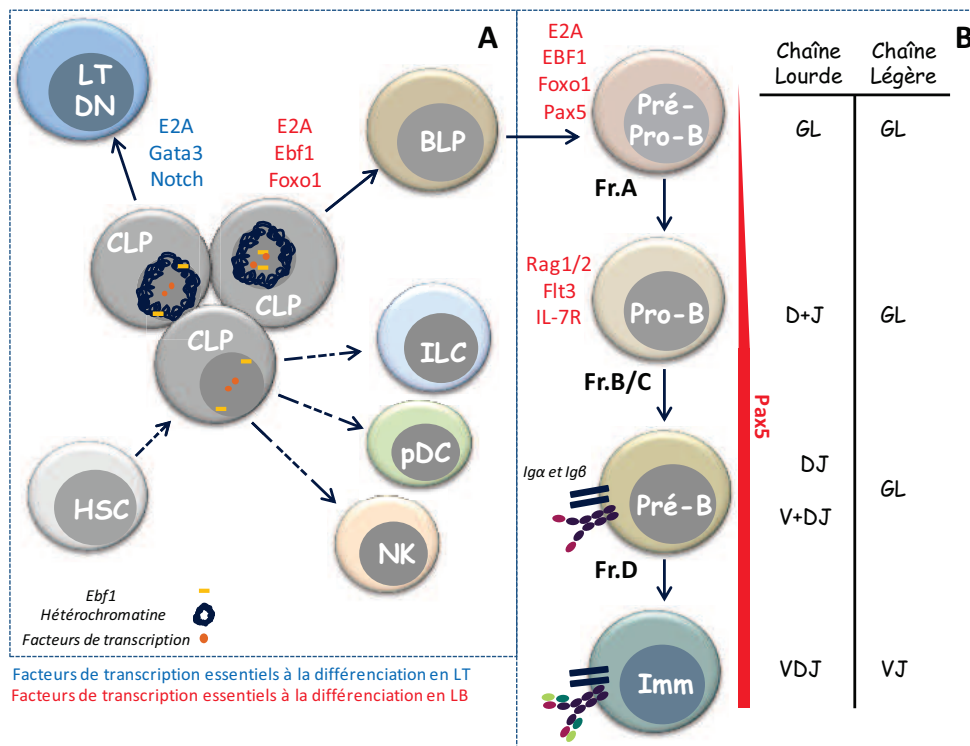 A
LT
DN
E2A
Gata3
Notch
E2A
Ebf1
Foxo1
BLP
CLP
CLP
CLP
ILC
pDC
NK
HSC
Ebf1
Hétérochromatine
Facteurs de transcription
Facteurs de transcription essentiels à la différenciation en LT
Facteurs de transcription essentiels à la différenciation en LB
B
E2A
EBF1
Foxo1
Pax5
Pré-
Pro-B
Fr.A
Rag1/2
Flt3
IL-7R
Pro-B
Fr.B/C
Igα et Igβ
Pré-B
Fr.D
Imm
Pax5
Chaîne
Lourde
Chaîne
Légère
GL
GL
D+J
GL
DJ
GL
V+DJ
VDJ
VJ